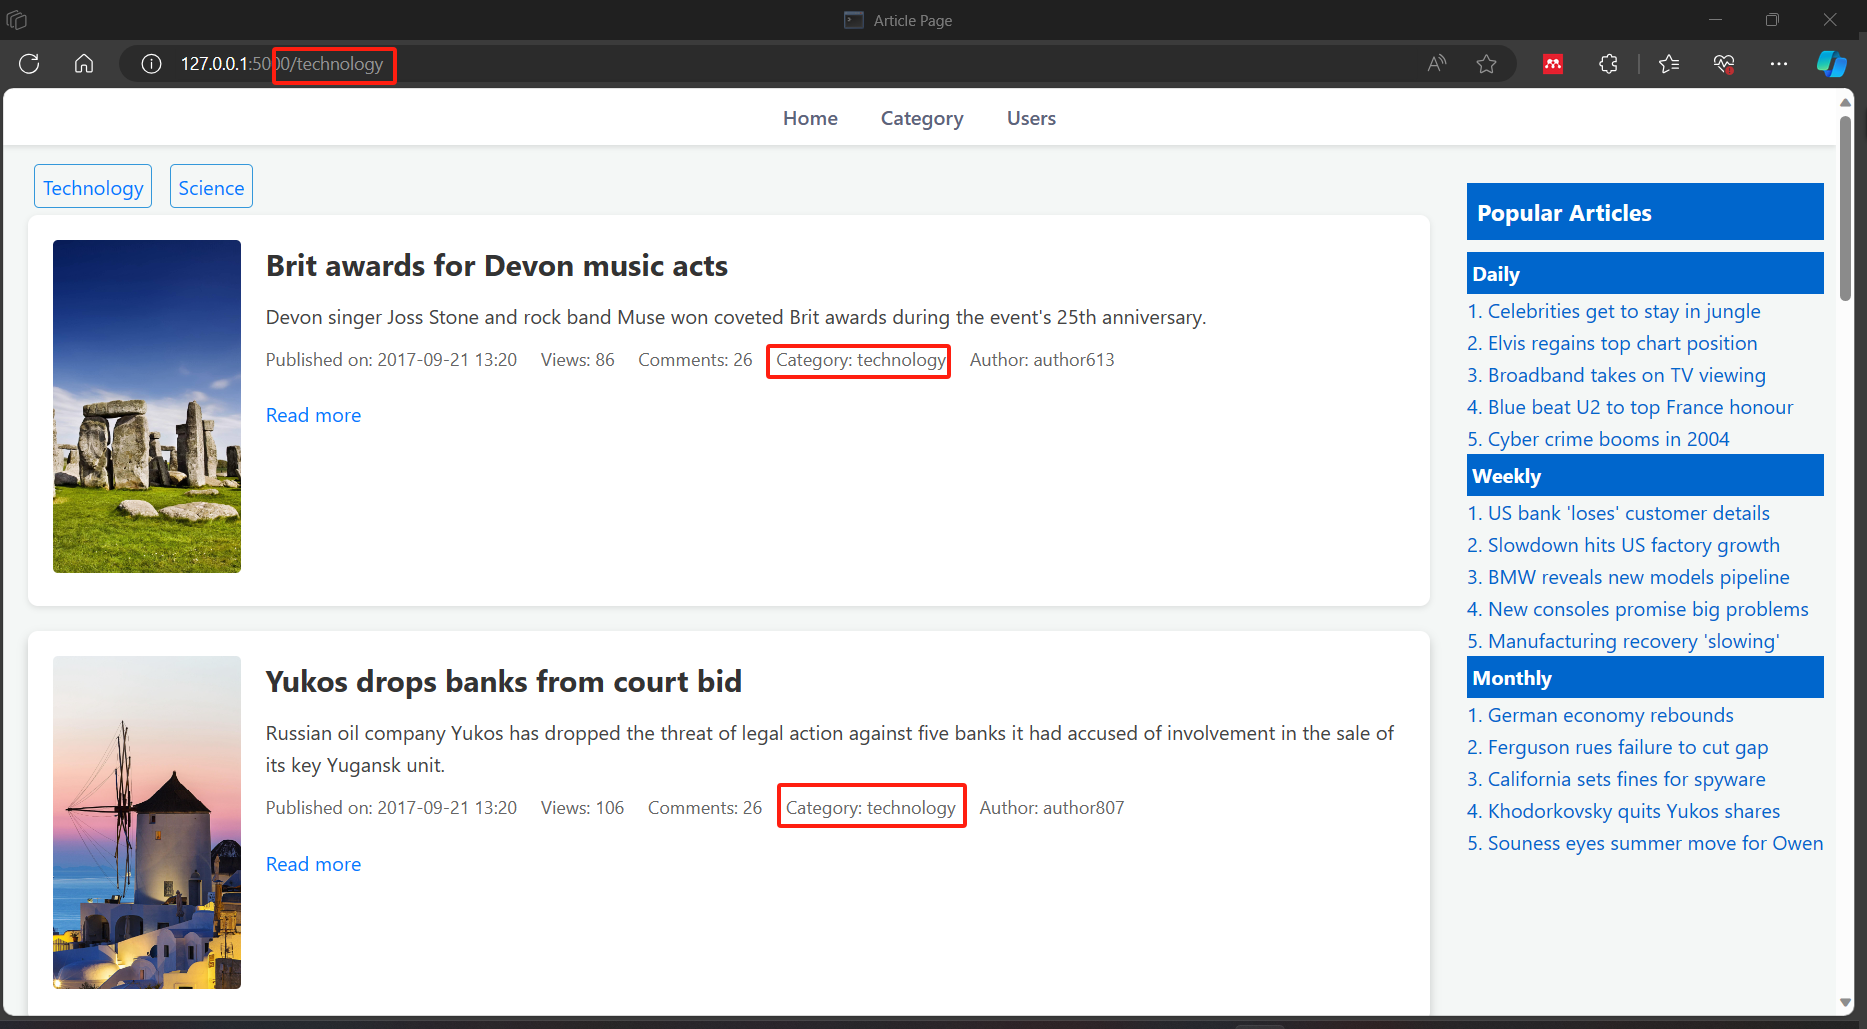 Article Page
127.0.0.1:5000/technology
Home Category Users
Technology Science
Brit awards for Devon music acts
Devon singer Joss Stone and rock band Muse won coveted Brit awards during the event's 25th anniversary.
Published on: 2017-09-21 13:20 Views: 86 Comments: 26 Category: technology Author: author613
Read more
Yukos drops banks from court bid
Russian oil company Yukos has dropped the threat of legal action against five banks it had accused of involvement in the sale of
its key Yugansk unit.
Published on: 2017-09-21 13:20 Views: 106 Comments: 26 Category: technology Author: author807
Read more
Popular Articles
Daily
1. Celebrities get to stay in jungle
2. Elvis regains top chart position
3. Broadband takes on TV viewing
4. Blue beat U2 to top France honour
5. Cyber crime booms in 2004
Weekly
1. US bank 'loses' customer details
2. Slowdown hits US factory growth
3. BMW reveals new models pipeline
4. New consoles promise big problems
5. Manufacturing recovery 'slowing'
Monthly
1. German economy rebounds
2. Ferguson rues failure to cut gap
3. California sets fines for spyware
4. Khodorkovsky quits Yukos shares
5. Souness eyes summer move for Owen